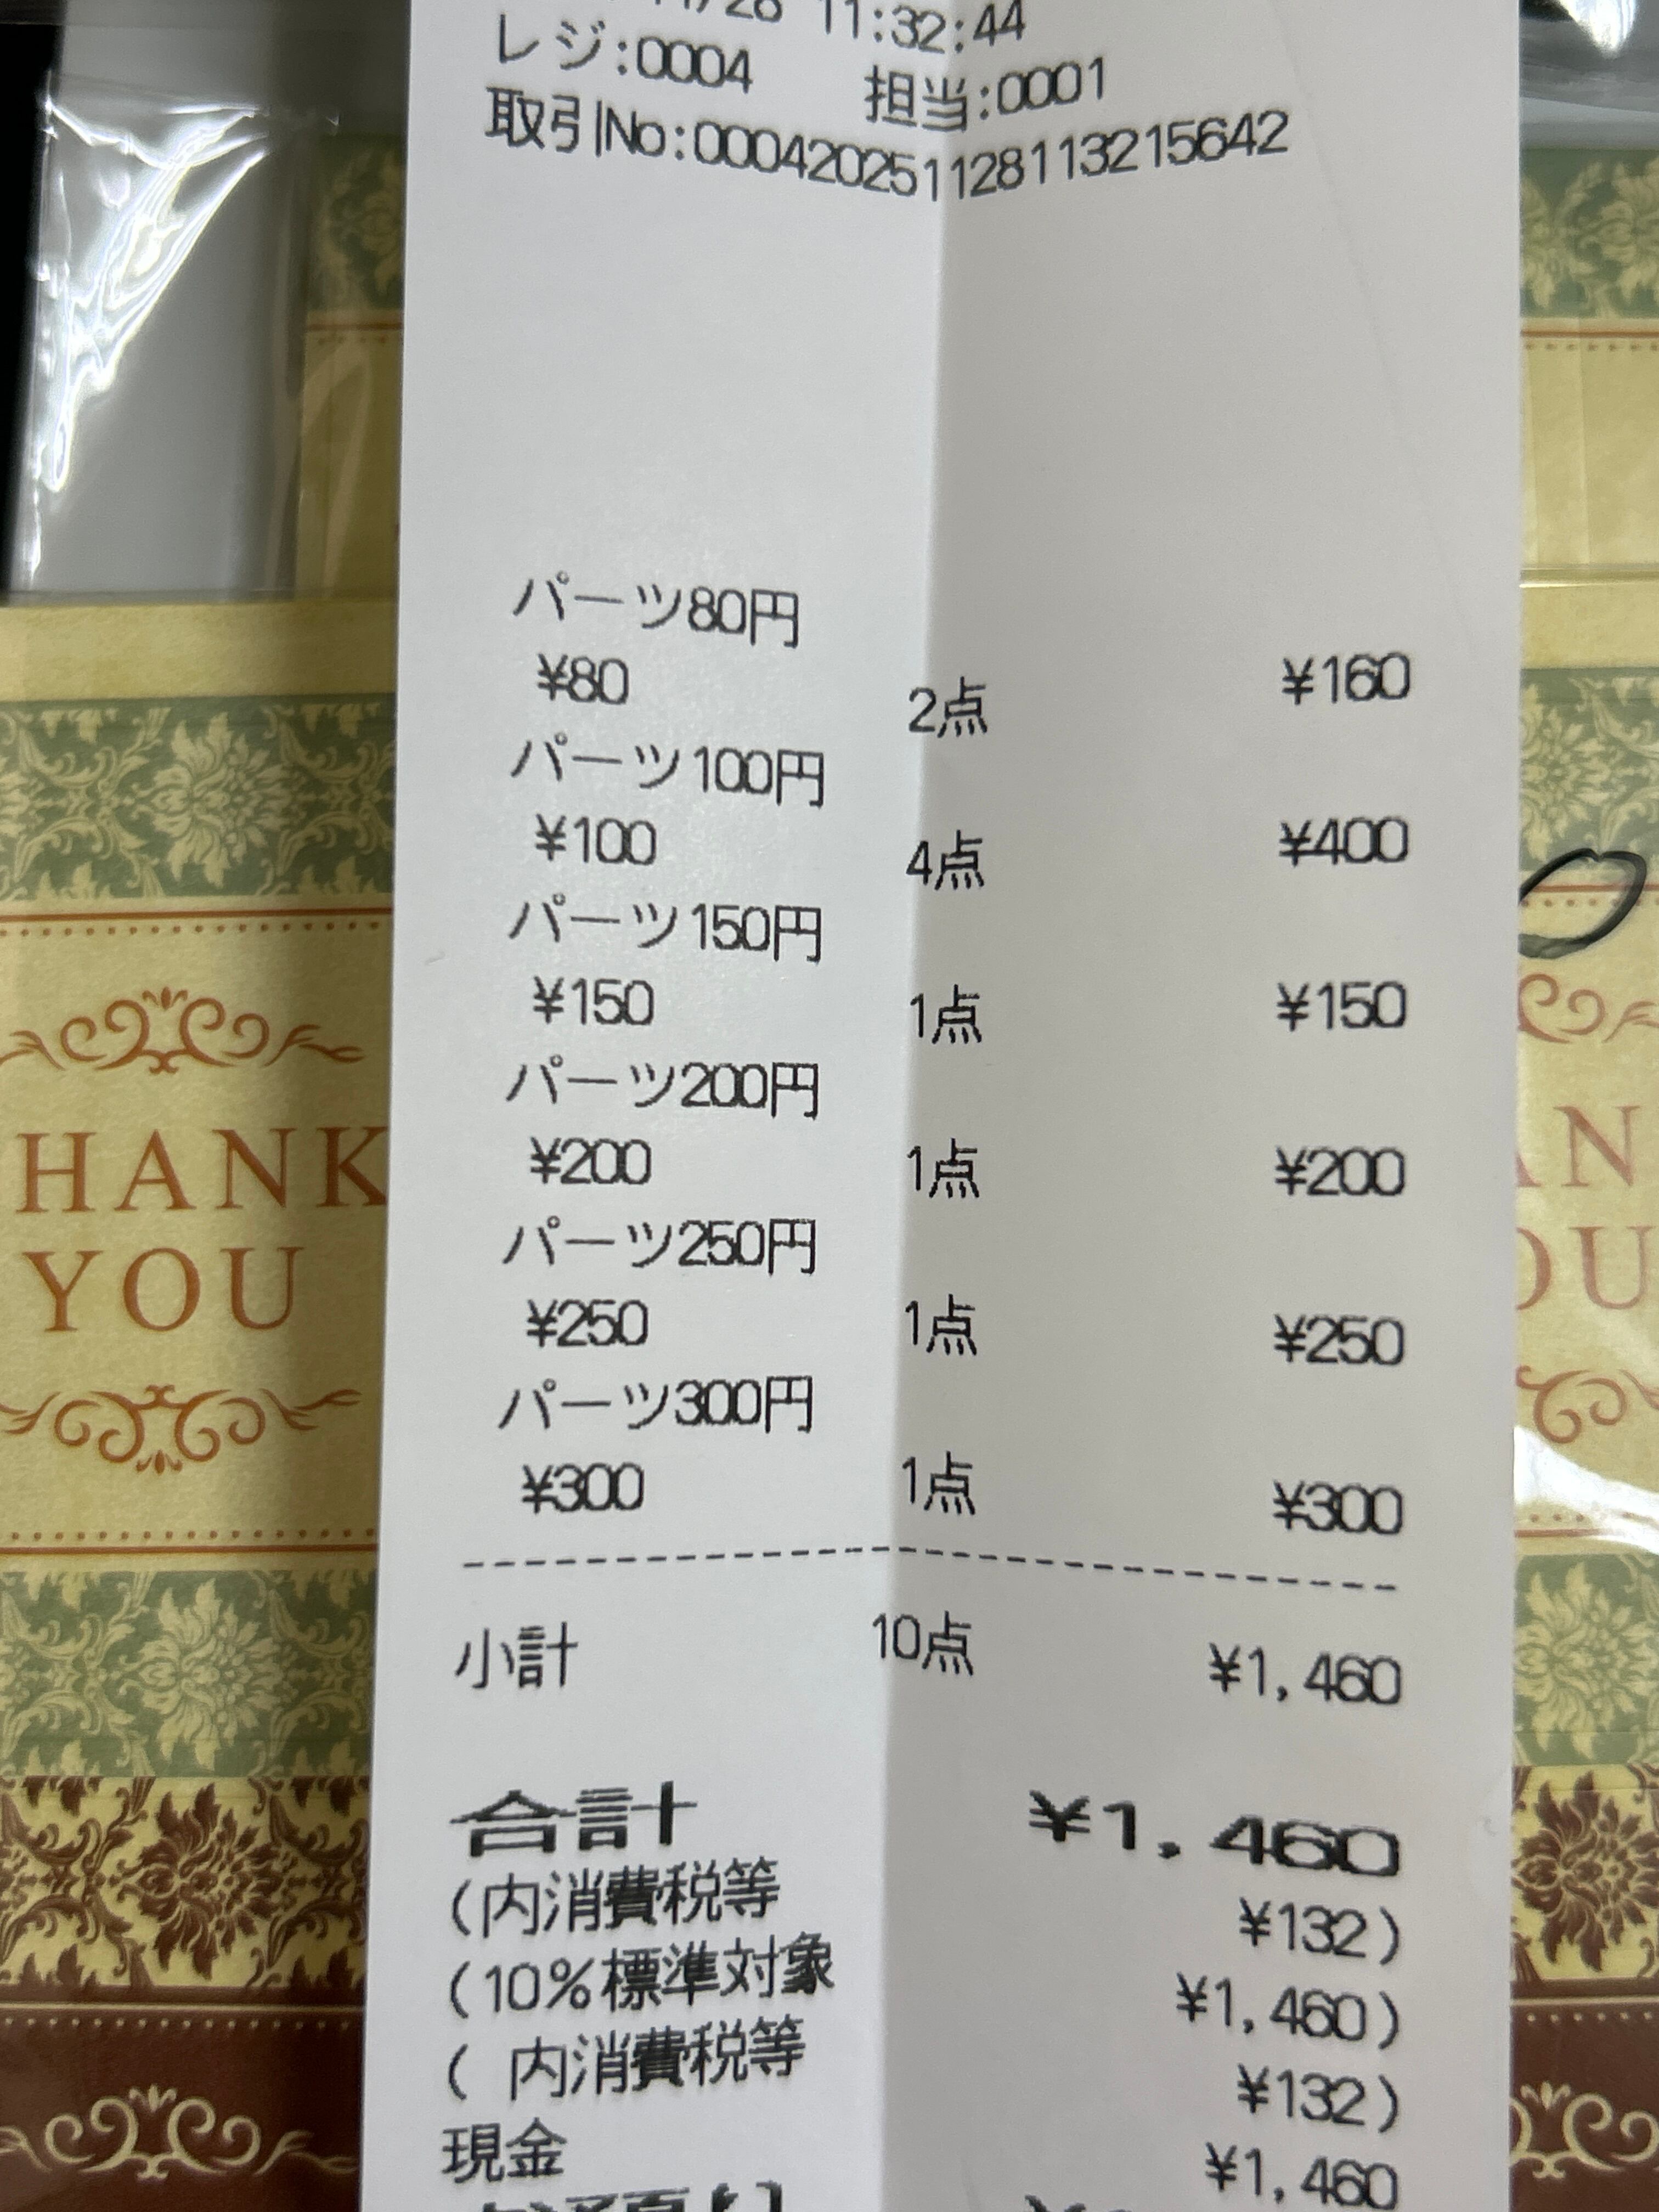 11:32:44
レジ:0004 担当:0001
取引No:000420251128113215642
パーツ80円
¥80 2点 ¥160
パーツ100円
¥100 4点 ¥400
パーツ150円
¥150 1点 ¥150
パーツ200円
¥200 1点 ¥200
パーツ250円
¥250 1点 ¥250
パーツ300円
¥300 1点 ¥300
小計 10点 ¥1,460
合計 ¥1,460
(内消費税等 ¥132)
(10%標準対象 ¥1,460)
( 内消費税等 ¥132)
現金 ¥1,460
HANK
YOU
AN
OU